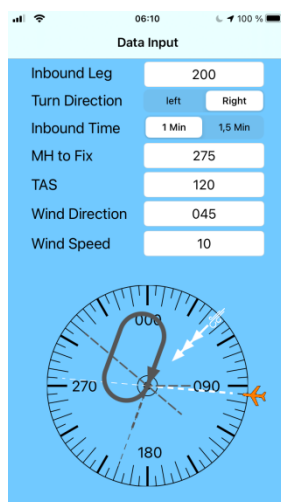 06:10
100 %
Data Input
Inbound Leg 200
Turn Direction left Right
Inbound Time 1 Min 1,5 Min
MH to Fix 275
TAS 120
Wind Direction 045
Wind Speed 10
000
270 090
180